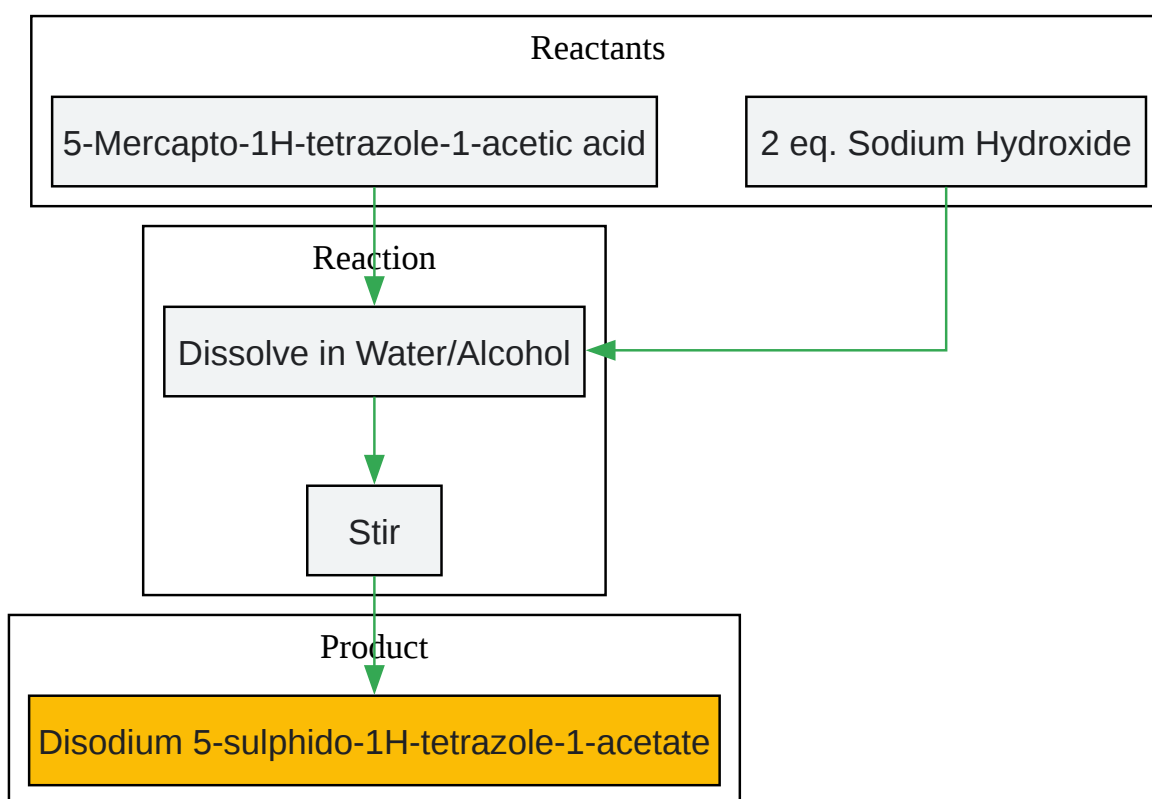 Reactants
5-Mercapto-1H-tetrazole-1-acetic acid
2 eq. Sodium Hydroxide
Reaction
Dissolve in Water/Alcohol
Stir
Product
Disodium 5-sulphido-1H-tetrazole-1-acetate